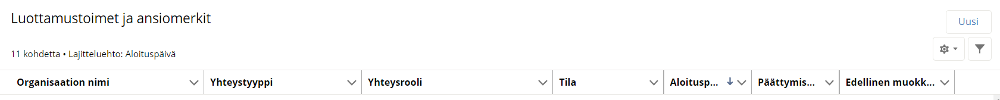 Luottamustoimet ja ansiomerkit
Uusi
11 kohdetta • Lajitteluehto: Aloituspäivä
Organisaation nimi Yhteystyyppi Yhteysrooli Tila Aloitusp... Päättymis... Edellinen muokk...